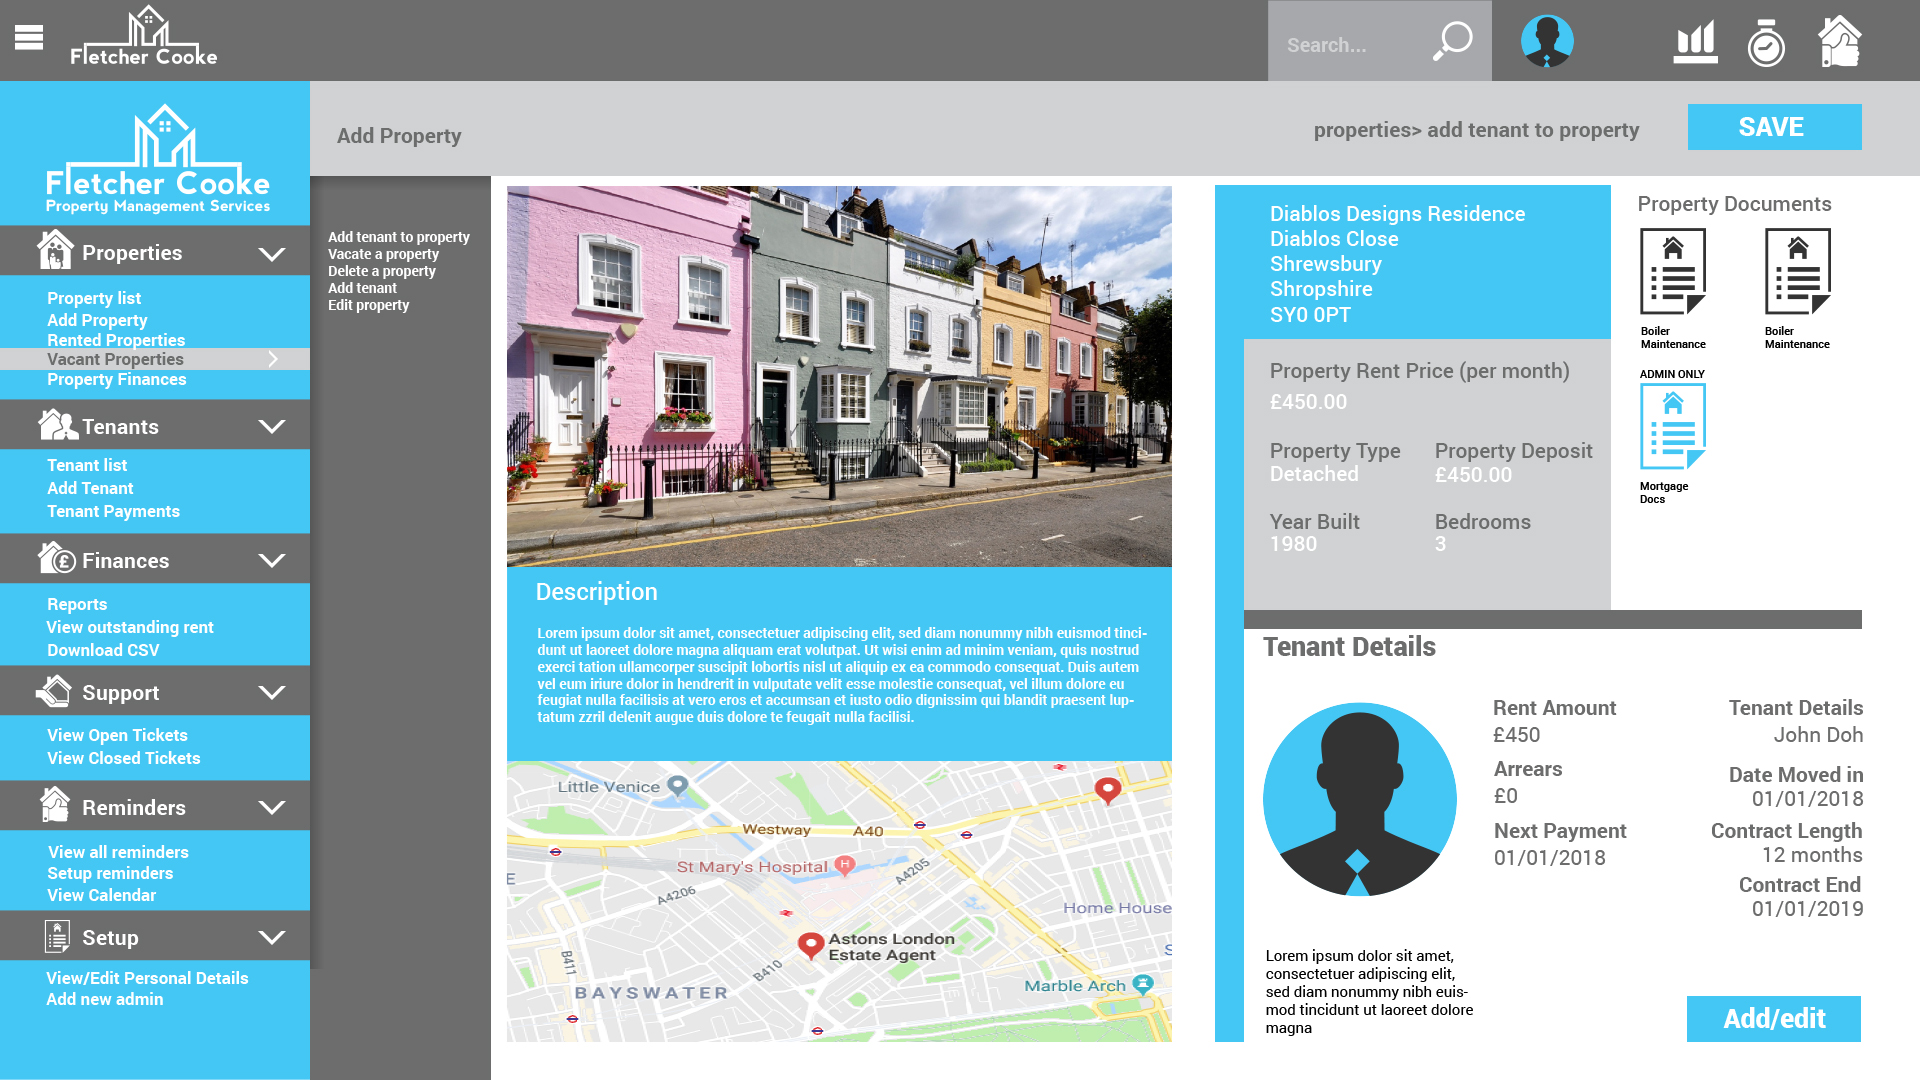 Fletcher Cooke
Search...
Fletcher Cooke
Property Management Services
Add Property
properties> add tenant to property
SAVE
Properties
Property list
Add Property
Rented Properties
Vacant Properties
Property Finances
Tenants
Tenant list
Add Tenant
Tenant Payments
Finances
Reports
View outstanding rent
Download CSV
Support
View Open Tickets
View Closed Tickets
Reminders
View all reminders
Setup reminders
View Calendar
Setup
View/Edit Personal Details
Add new admin
Add tenant to property
Vacate a property
Delete a property
Add tenant
Edit property
Description
Lorem ipsum dolor sit amet, consectetuer adipiscing elit, sed diam nonummy nibh euismod tinci-
dunt ut laoreet dolore magna aliquam erat volutpat. Ut wisi enim ad minim veniam, quis nostrud
exerci tation ullamcorper suscipit lobortis nisl ut aliquip ex ea commodo consequat. Duis autem
vel eum iriure dolor in hendrerit in vulputate velit esse molestie consequat, vel illum dolore eu
feugiat nulla facilisis at vero eros et accumsan et iusto odio dignissim qui blandit praesent lup-
tatum zzril delenit augue duis dolore te feugait nulla facilisi.
Little Venice
Westway
A40
St Mary's Hospital
H
A4205
E
A4206
Home House
Astons London
Estate Agent
S
B411
B410
BAYSWATER
Marble Arch
Diablos Designs Residence
Diablos Close
Shrewsbury
Shropshire
SY0 0PT
Property Rent Price (per month)
£450.00
Property Type
Detached
Property Deposit
£450.00
Year Built
1980
Bedrooms
3
Property Documents
Boiler
Maintenance
Boiler
Maintenance
ADMIN ONLY
Mortgage
Docs
Tenant Details
Rent Amount
£450
Arrears
£0
Next Payment
01/01/2018
Tenant Details
John Doh
Date Moved in
01/01/2018
Contract Length
12 months
Contract End
01/01/2019
Lorem ipsum dolor sit amet,
consectetuer adipiscing elit,
sed diam nonummy nibh euis-
mod tincidunt ut laoreet dolore
magna
Add/edit